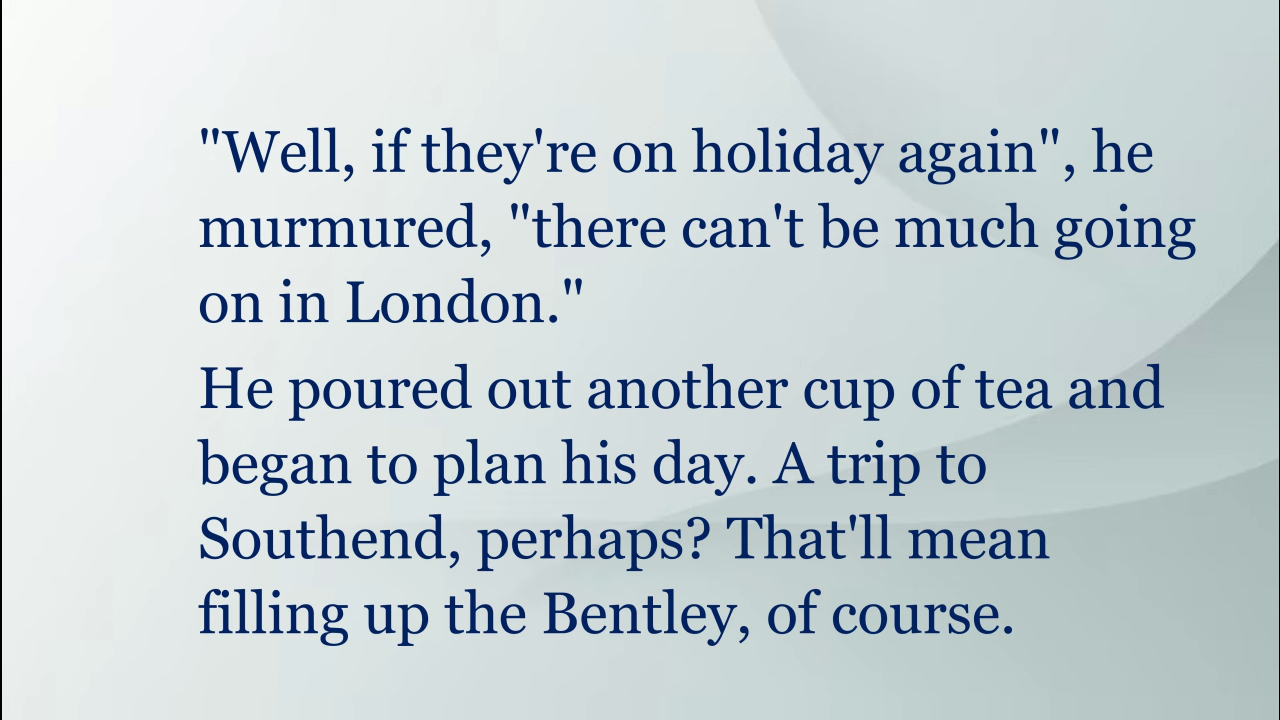 "Well, if they're on holiday again", he
murmured, "there can't be much going
on in London."
He poured out another cup of tea and
began to plan his day. A trip to
Southend, perhaps? That'll mean
filling up the Bentley, of course.